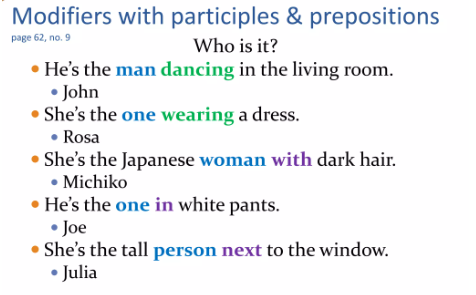 Modifiers with participles & prepositions
page 62, no. 9
Who is it?
• He's the man dancing in the living room.
• John
• She's the one wearing a dress.
• Rosa
• She's the Japanese woman with dark hair.
• Michiko
• He's the one in white pants.
• Joe
• She's the tall person next to the window.
• Julia